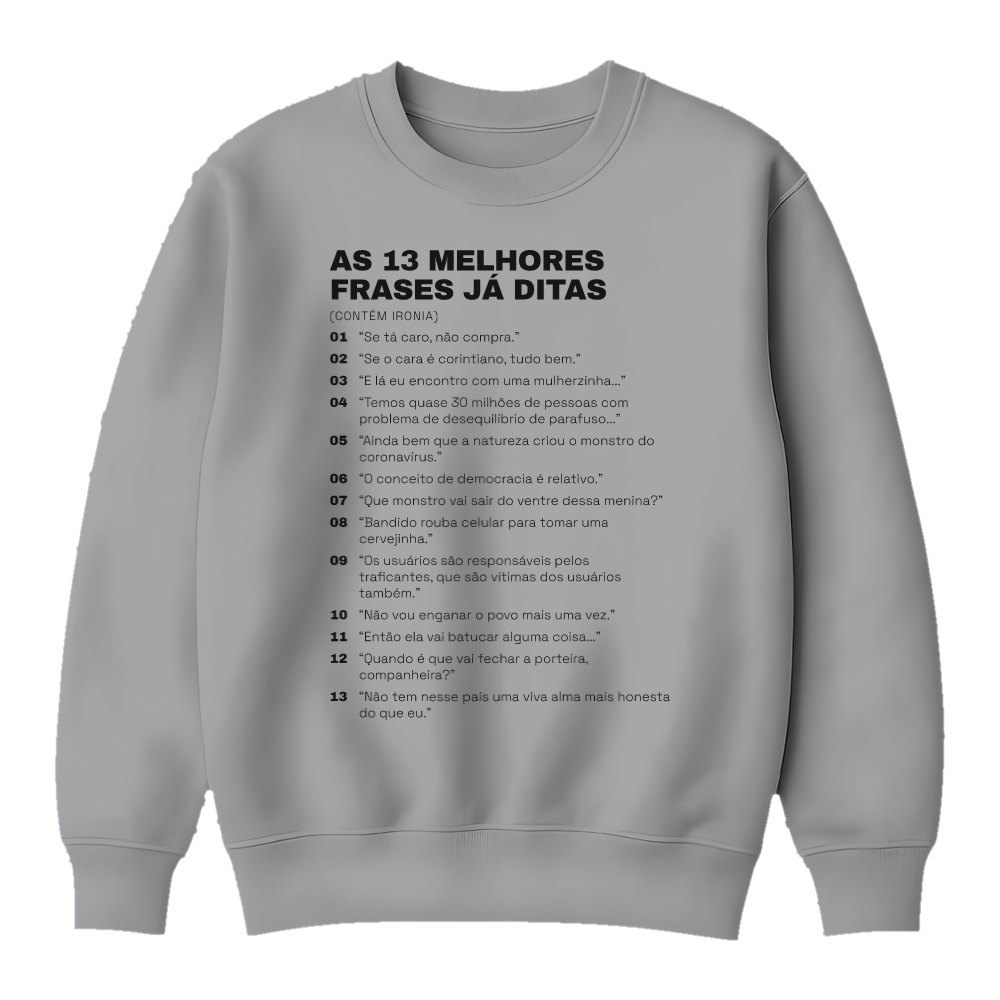 AS 13 MELHORES
FRASES JÁ DITAS
(CONTÉM IRONIA)
01 “Se tá caro, não compra.”
02 “Se o cara é corintiano, tudo bem.”
03 “E lá eu encontro com uma mulherzinha...”
04 “Temos quase 30 milhões de pessoas com
problema de desequilíbrio de parafuso...”
05 “Ainda bem que a natureza criou o monstro do
coronavírus.”
06 “O conceito de democracia é relativo.”
07 “Que monstro vai sair do ventre dessa menina?”
08 “Bandido rouba celular para tomar uma
cervejinha.”
09 “Os usuários são responsáveis pelos
traficantes, que são vítimas dos usuários
também.”
10 “Não vou enganar o povo mais uma vez.”
11 “Então ela vai batucar alguma coisa...”
12 “Quando é que vai fechar a porteira,
companheira?”
13 “Não tem nesse país uma viva alma mais honesta
do que eu.”